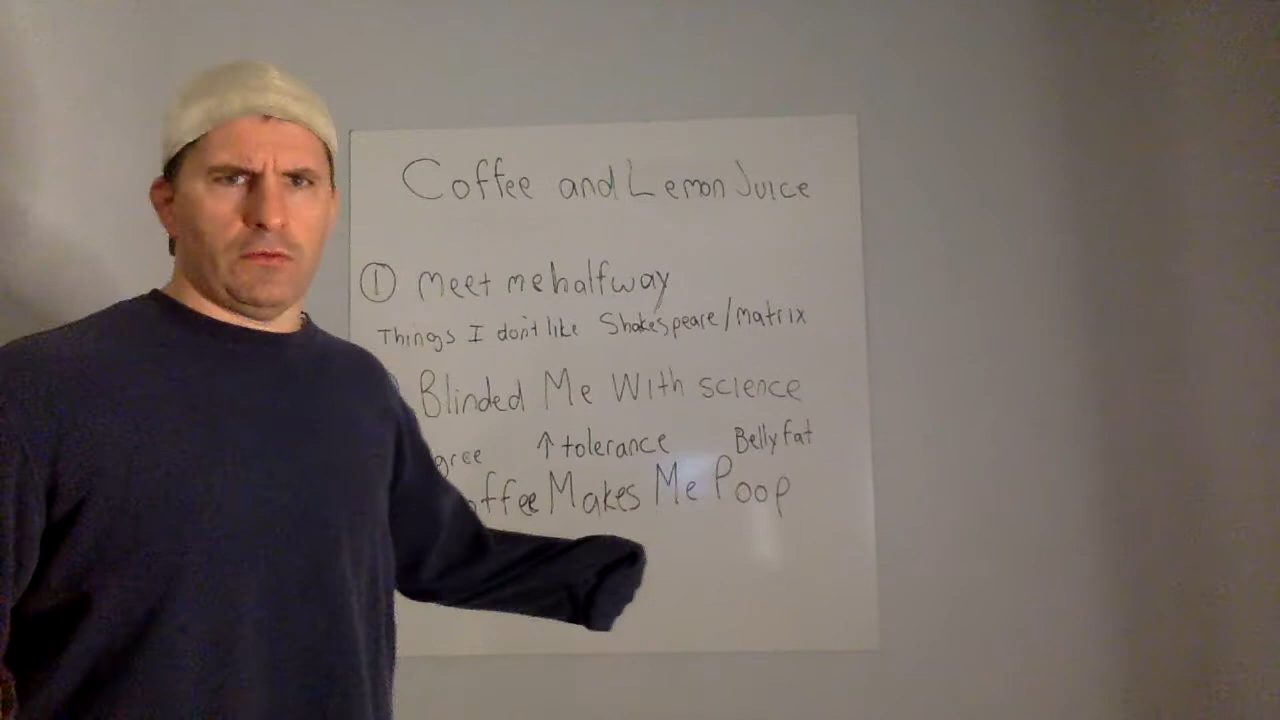 Coffee and Lemon Juice
① meet me halfway
Things I don't like Shakespeare/matrix
Blinded Me With science
gree ↑ tolerance Belly fat
offee Makes Me Poop